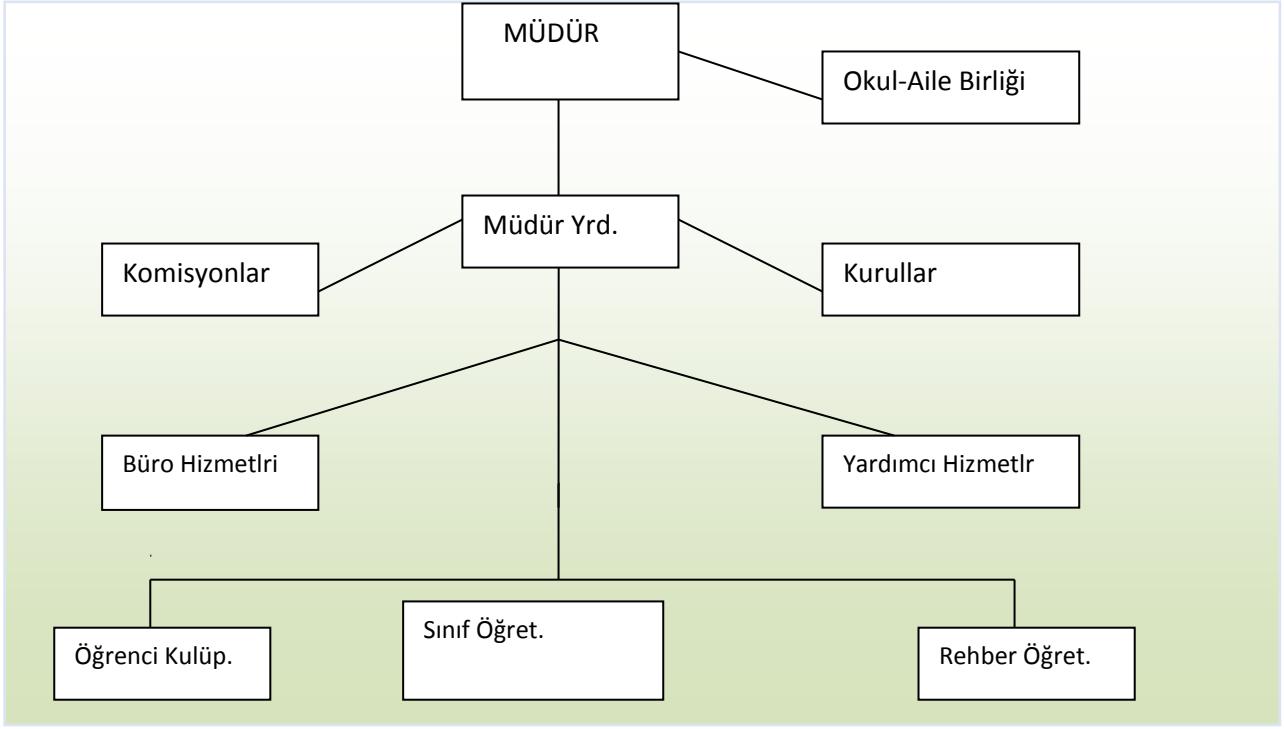 MÜDÜR
Okul-Aile Birliği
Müdür Yrd.
Komisyonlar
Kurullar
Büro Hizmetlri
Yardımcı Hizmetlr
Öğrenci Kulüp.
Sınıf Öğret.
Rehber Öğret.